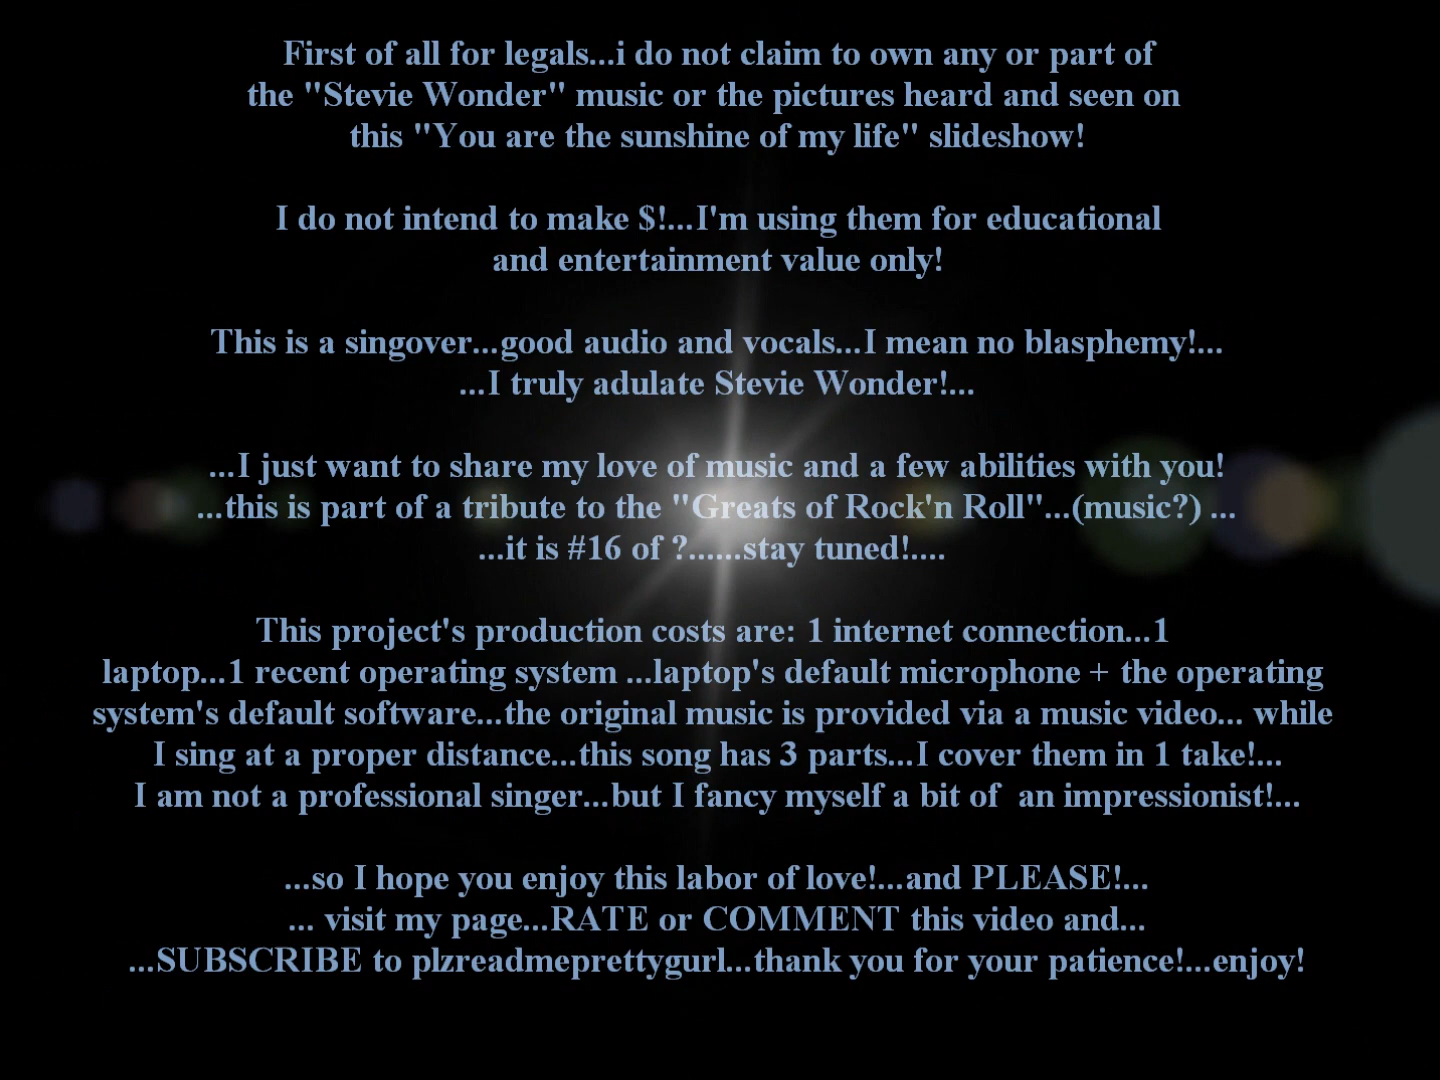 First of all for legals...i do not claim to own any or part of
the "Stevie Wonder" music or the pictures heard and seen on
this "You are the sunshine of my life" slideshow!
I do not intend to make $!...I'm using them for educational
and entertainment value only!
This is a singover...good audio and vocals...I mean no blasphemy!...
...I truly adulate Stevie Wonder!...
...I just want to share my love of music and a few abilities with you!
...this is part of a tribute to the "Greats of Rock'n Roll"...(music?) ...
...it is #16 of ?......stay tuned!....
This project's production costs are: 1 internet connection...1
laptop...1 recent operating system ...laptop's default microphone + the operating
system's default software...the original music is provided via a music video... while
I sing at a proper distance...this song has 3 parts...I cover them in 1 take!...
I am not a professional singer...but I fancy myself a bit of  an impressionist!...
...so I hope you enjoy this labor of love!...and PLEASE!...
... visit my page...RATE or COMMENT this video and...
...SUBSCRIBE to plzreadmeprettygurl...thank you for your patience!...enjoy!